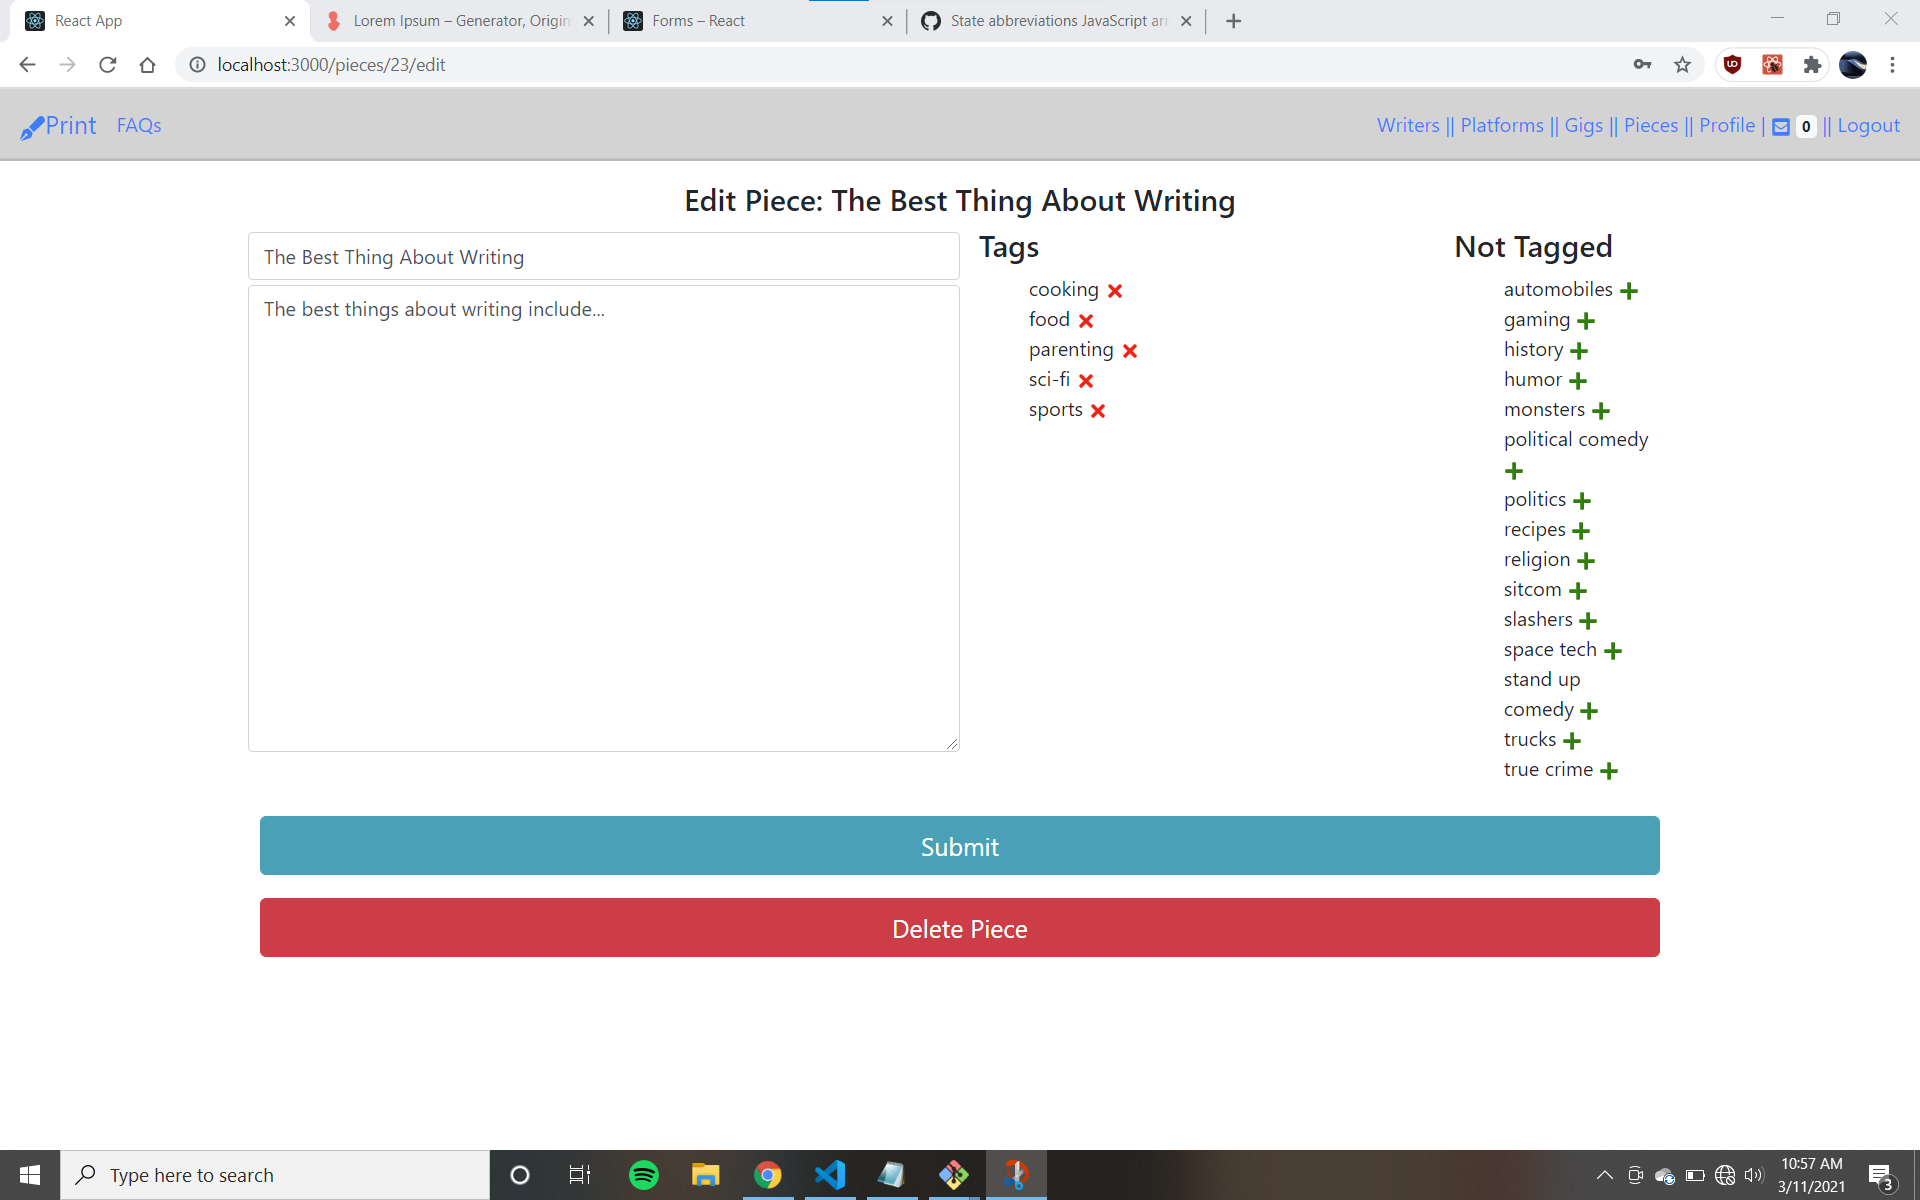 React App
Lorem Ipsum – Generator, Origin
Forms – React
State abbreviations JavaScript arr
localhost:3000/pieces/23/edit
Print FAQs
Writers || Platforms || Gigs || Pieces || Profile | 0 || Logout
Edit Piece: The Best Thing About Writing
The Best Thing About Writing
The best things about writing include...
Tags
cooking
food
parenting
sci-fi
sports
Not Tagged
automobiles
gaming
history
humor
monsters
political comedy
politics
recipes
religion
sitcom
slashers
space tech
stand up
comedy
trucks
true crime
Submit
Delete Piece
Type here to search
10:57 AM
3/11/2021
3